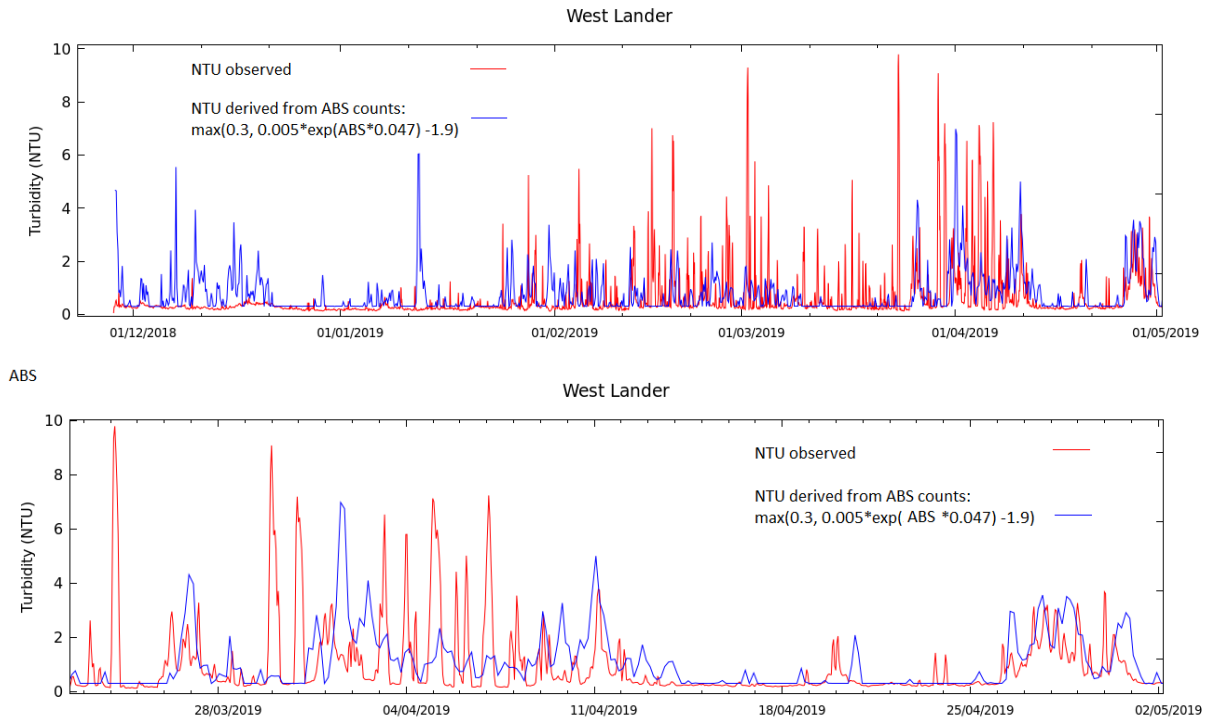 West Lander
10
8
6
4
2
0
Turbidity (NTU)
NTU observed
NTU derived from ABS counts:
max(0.3, 0.005*exp(ABS*0.047) -1.9)
01/12/2018
01/01/2019
01/02/2019
01/03/2019
01/04/2019
01/05/2019
ABS
West Lander
10
8
6
4
2
0
Turbidity (NTU)
NTU observed
NTU derived from ABS counts:
max(0.3, 0.005*exp( ABS *0.047) -1.9)
28/03/2019
04/04/2019
11/04/2019
18/04/2019
25/04/2019
02/05/2019